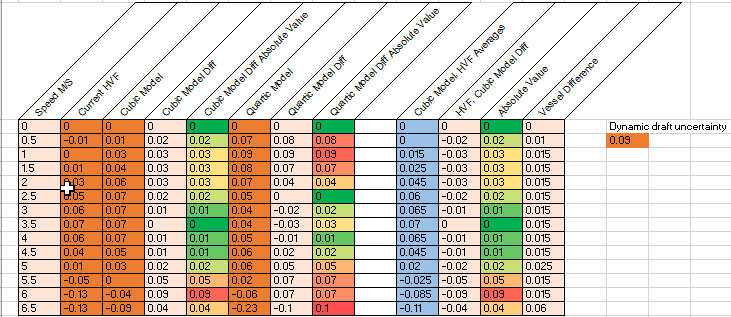 Speed M/S Current HVF Cubic Model Cubic Model Diff Cubic Model Diff Absolute Value Quartic Model Quartic Model Diff Quartic Model Diff Absolute Value Cubic Model, HVF Averages HVF, Cubic Model Diff Absolute Value Vessel Difference
Dynamic draft uncertainty
0 0 0 0 0 0 0 0 0 0 0 0
0.5 -0.01 0.01 0.02 0.02 0.07 0.08 0.08 0 -0.02 0.02 0.01 0.09
1 0 0.03 0.03 0.03 0.09 0.09 0.09 0.015 -0.03 0.03 0.015
1.5 0.01 0.04 0.03 0.03 0.08 0.07 0.07 0.025 -0.03 0.03 0.015
2 0.06 0.03 0.03 0.07 0.04 0.04 0.045 -0.03 0.03 0.015
2.5 0.07 0.02 0.02 0.05 0 0 0.06 -0.02 0.02 0.015
3 0.06 0.07 0.01 0.01 0.04 -0.02 0.02 0.065 -0.01 0.01 0.015
3.5 0.07 0.07 0 0 0.04 -0.03 0.03 0.07 0 0 0.015
4 0.06 0.07 0.01 0.01 0.05 -0.01 0.01 0.065 -0.01 0.01 0.015
4.5 0.04 0.05 0.01 0.01 0.06 0.02 0.02 0.045 -0.01 0.01 0.015
5 0.01 0.03 0.02 0.02 0.06 0.05 0.05 0.02 -0.02 0.02 0.025
5.5 -0.05 0 0.05 0.05 0.02 0.07 0.07 -0.025 -0.05 0.05 0.015
6 -0.13 -0.04 0.09 0.09 -0.06 0.07 0.07 -0.085 -0.09 0.09 0.015
6.5 -0.13 -0.09 0.04 0.04 -0.23 -0.1 0.1 -0.11 -0.04 0.04 0.06